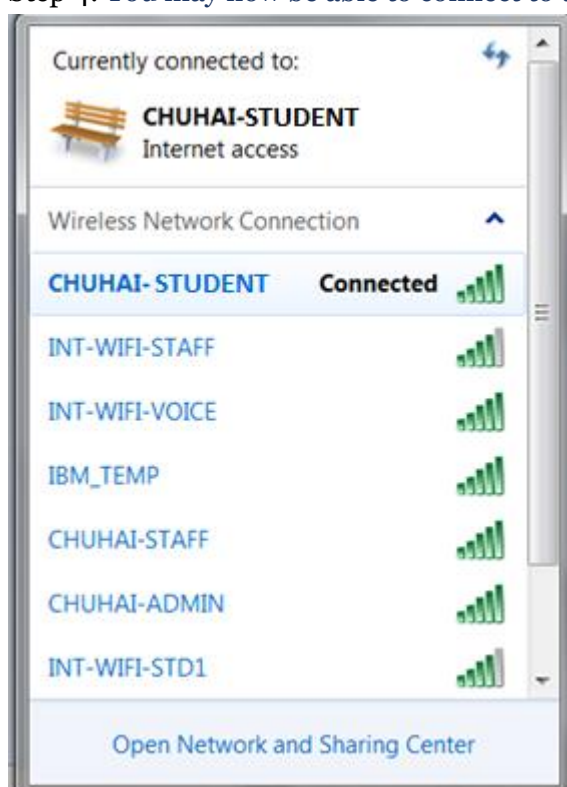 Currently connected to:
CHUHAI-STUDENT
Internet access
Wireless Network Connection
CHUHAI- STUDENT Connected
INT-WIFI-STAFF
INT-WIFI-VOICE
IBM_TEMP
CHUHAI-STAFF
CHUHAI-ADMIN
INT-WIFI-STD1
Open Network and Sharing Center